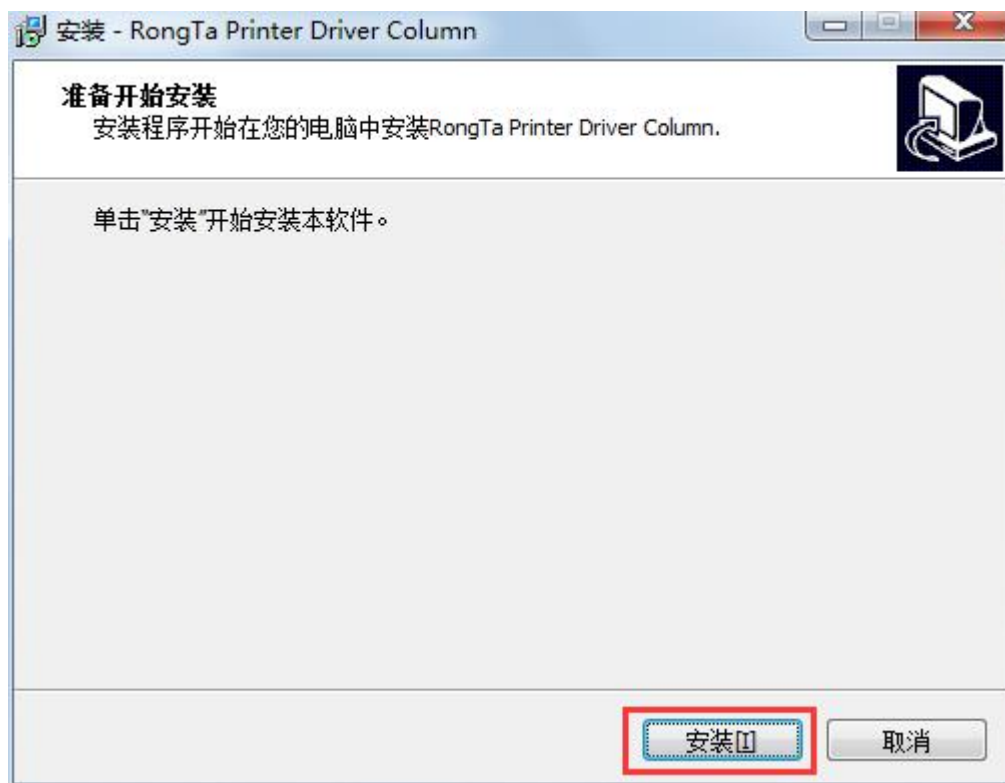 安装 - RongTa Printer Driver Column
准备开始安装
安装程序开始在您的电脑中安装RongTa Printer Driver Column.
单击"安装"开始安装本软件。
安装[I]
取消